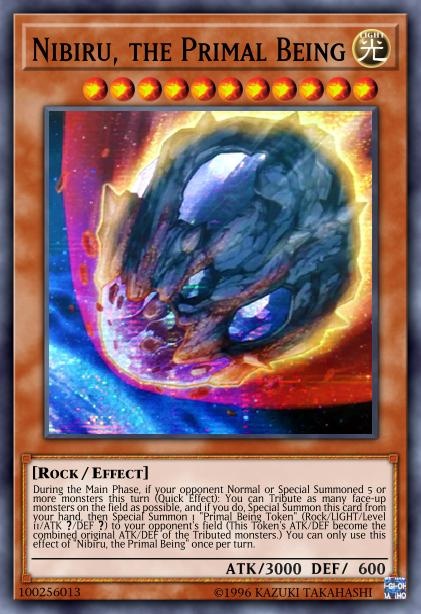 NIBIRU, THE PRIMAL BEING
LIGHT
光
[ROCK / EFFECT]
During the Main Phase, if your opponent Normal or Special Summoned 5 or
more monsters this turn (Quick Effect): You can Tribute as many face-up
monsters on the field as possible, and if you do, Special Summon this card from
your hand, then Special Summon 1 "Primal Being Token" (Rock/LIGHT/Level
11/ATK ?/DEF ?) to your opponent's field (This Token's ATK/DEF become the
combined original ATK/DEF of the Tributed monsters.) You can only use this
effect of "Nibiru, the Primal Being" once per turn.
ATK/3000 DEF/ 600
100256013
©1996 KAZUKI TAKAHASHI